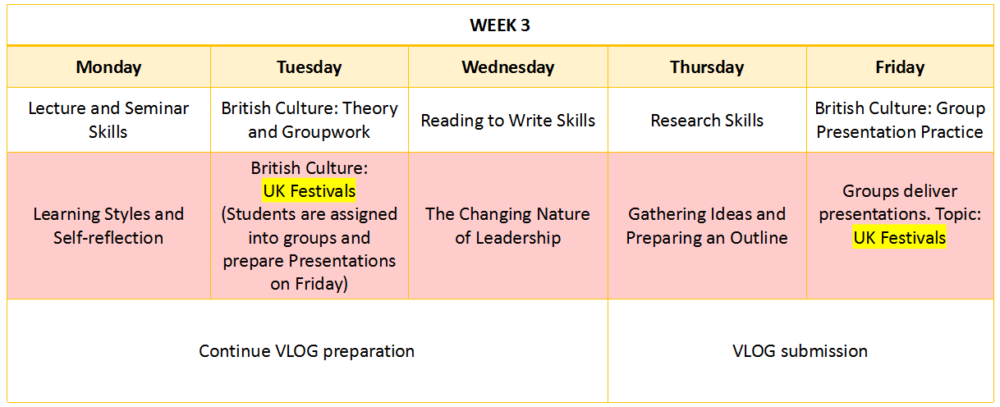 WEEK 3
Monday
Tuesday
Wednesday
Thursday
Friday
Lecture and Seminar
Skills
British Culture: Theory
and Groupwork
Reading to Write Skills
Research Skills
British Culture: Group
Presentation Practice
Learning Styles and
Self-reflection
British Culture:
UK Festivals
(Students are assigned
into groups and
prepare Presentations
on Friday)
The Changing Nature
of Leadership
Gathering Ideas and
Preparing an Outline
Groups deliver
presentations. Topic:
UK Festivals
Continue VLOG preparation
VLOG submission